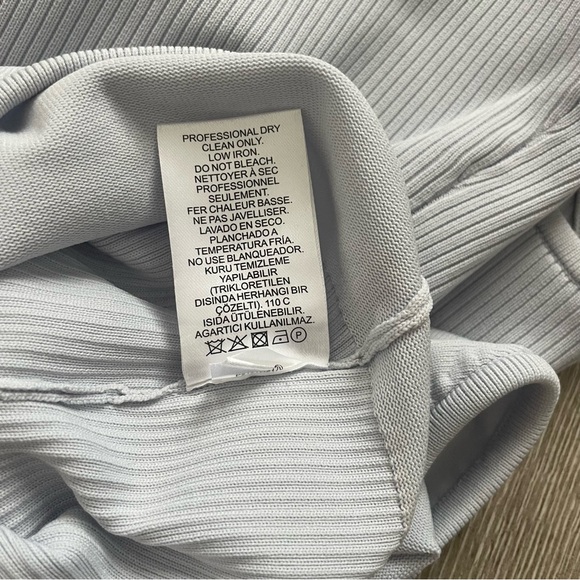 PROFESSIONAL DRY
CLEAN ONLY.
LOW IRON.
DO NOT BLEACH.
NETTOYER À SEC
PROFESSIONNEL
SEULEMENT.
FER CHALEUR BASSE.
NE PAS JAVELLISER.
LAVADO EN SECO.
PLANCHADO A
TEMPERATURA FRÍA.
NO USE BLANQUEADOR.
KURU TEMIZLEME
YAPILABILIR
(TRIKLORETILEN
DISINDA HERHANGI BIR
ÇÖZELTI). 110 C
ISIDA ÜTÜLENEBILIR.
AGARTICI KULLANILMAZ.
P